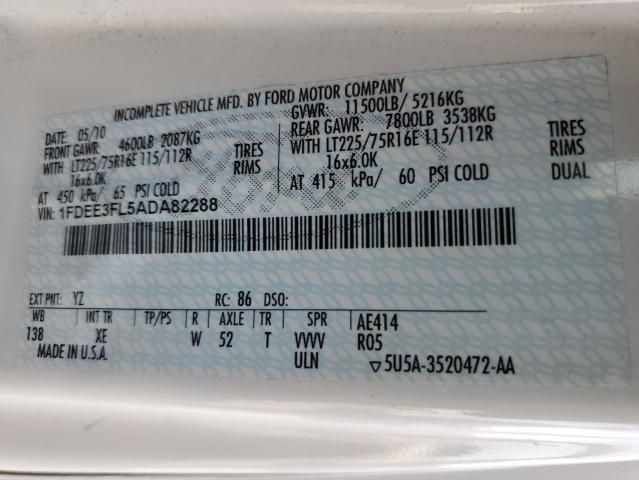 INCOMPLETE VEHICLE MFD. BY FORD MOTOR COMPANY
DATE: 05/10 GVWR: 11500LB/ 5216KG
FRONT GAWR: 4600LB 2087KG REAR GAWR: 7800LB 3538KG
WITH LT225/75R16E 115/112R TIRES WITH LT225/75R16E 115/112R TIRES
16x6.0K RIMS 16x6.0K RIMS
AT 450 kPa/ 65 PSI COLD AT 415 kPa/ 60 PSI COLD DUAL
VIN: 1FDEE3FL5ADA82288
EXT PNT: YZ RC: 86 DSO:
WB INT TR TP/PS R AXLE TR SPR AE414
138 XE W 52 T VVVV R05
MADE IN U.S.A. ULN ▽5U5A-3520472-AA